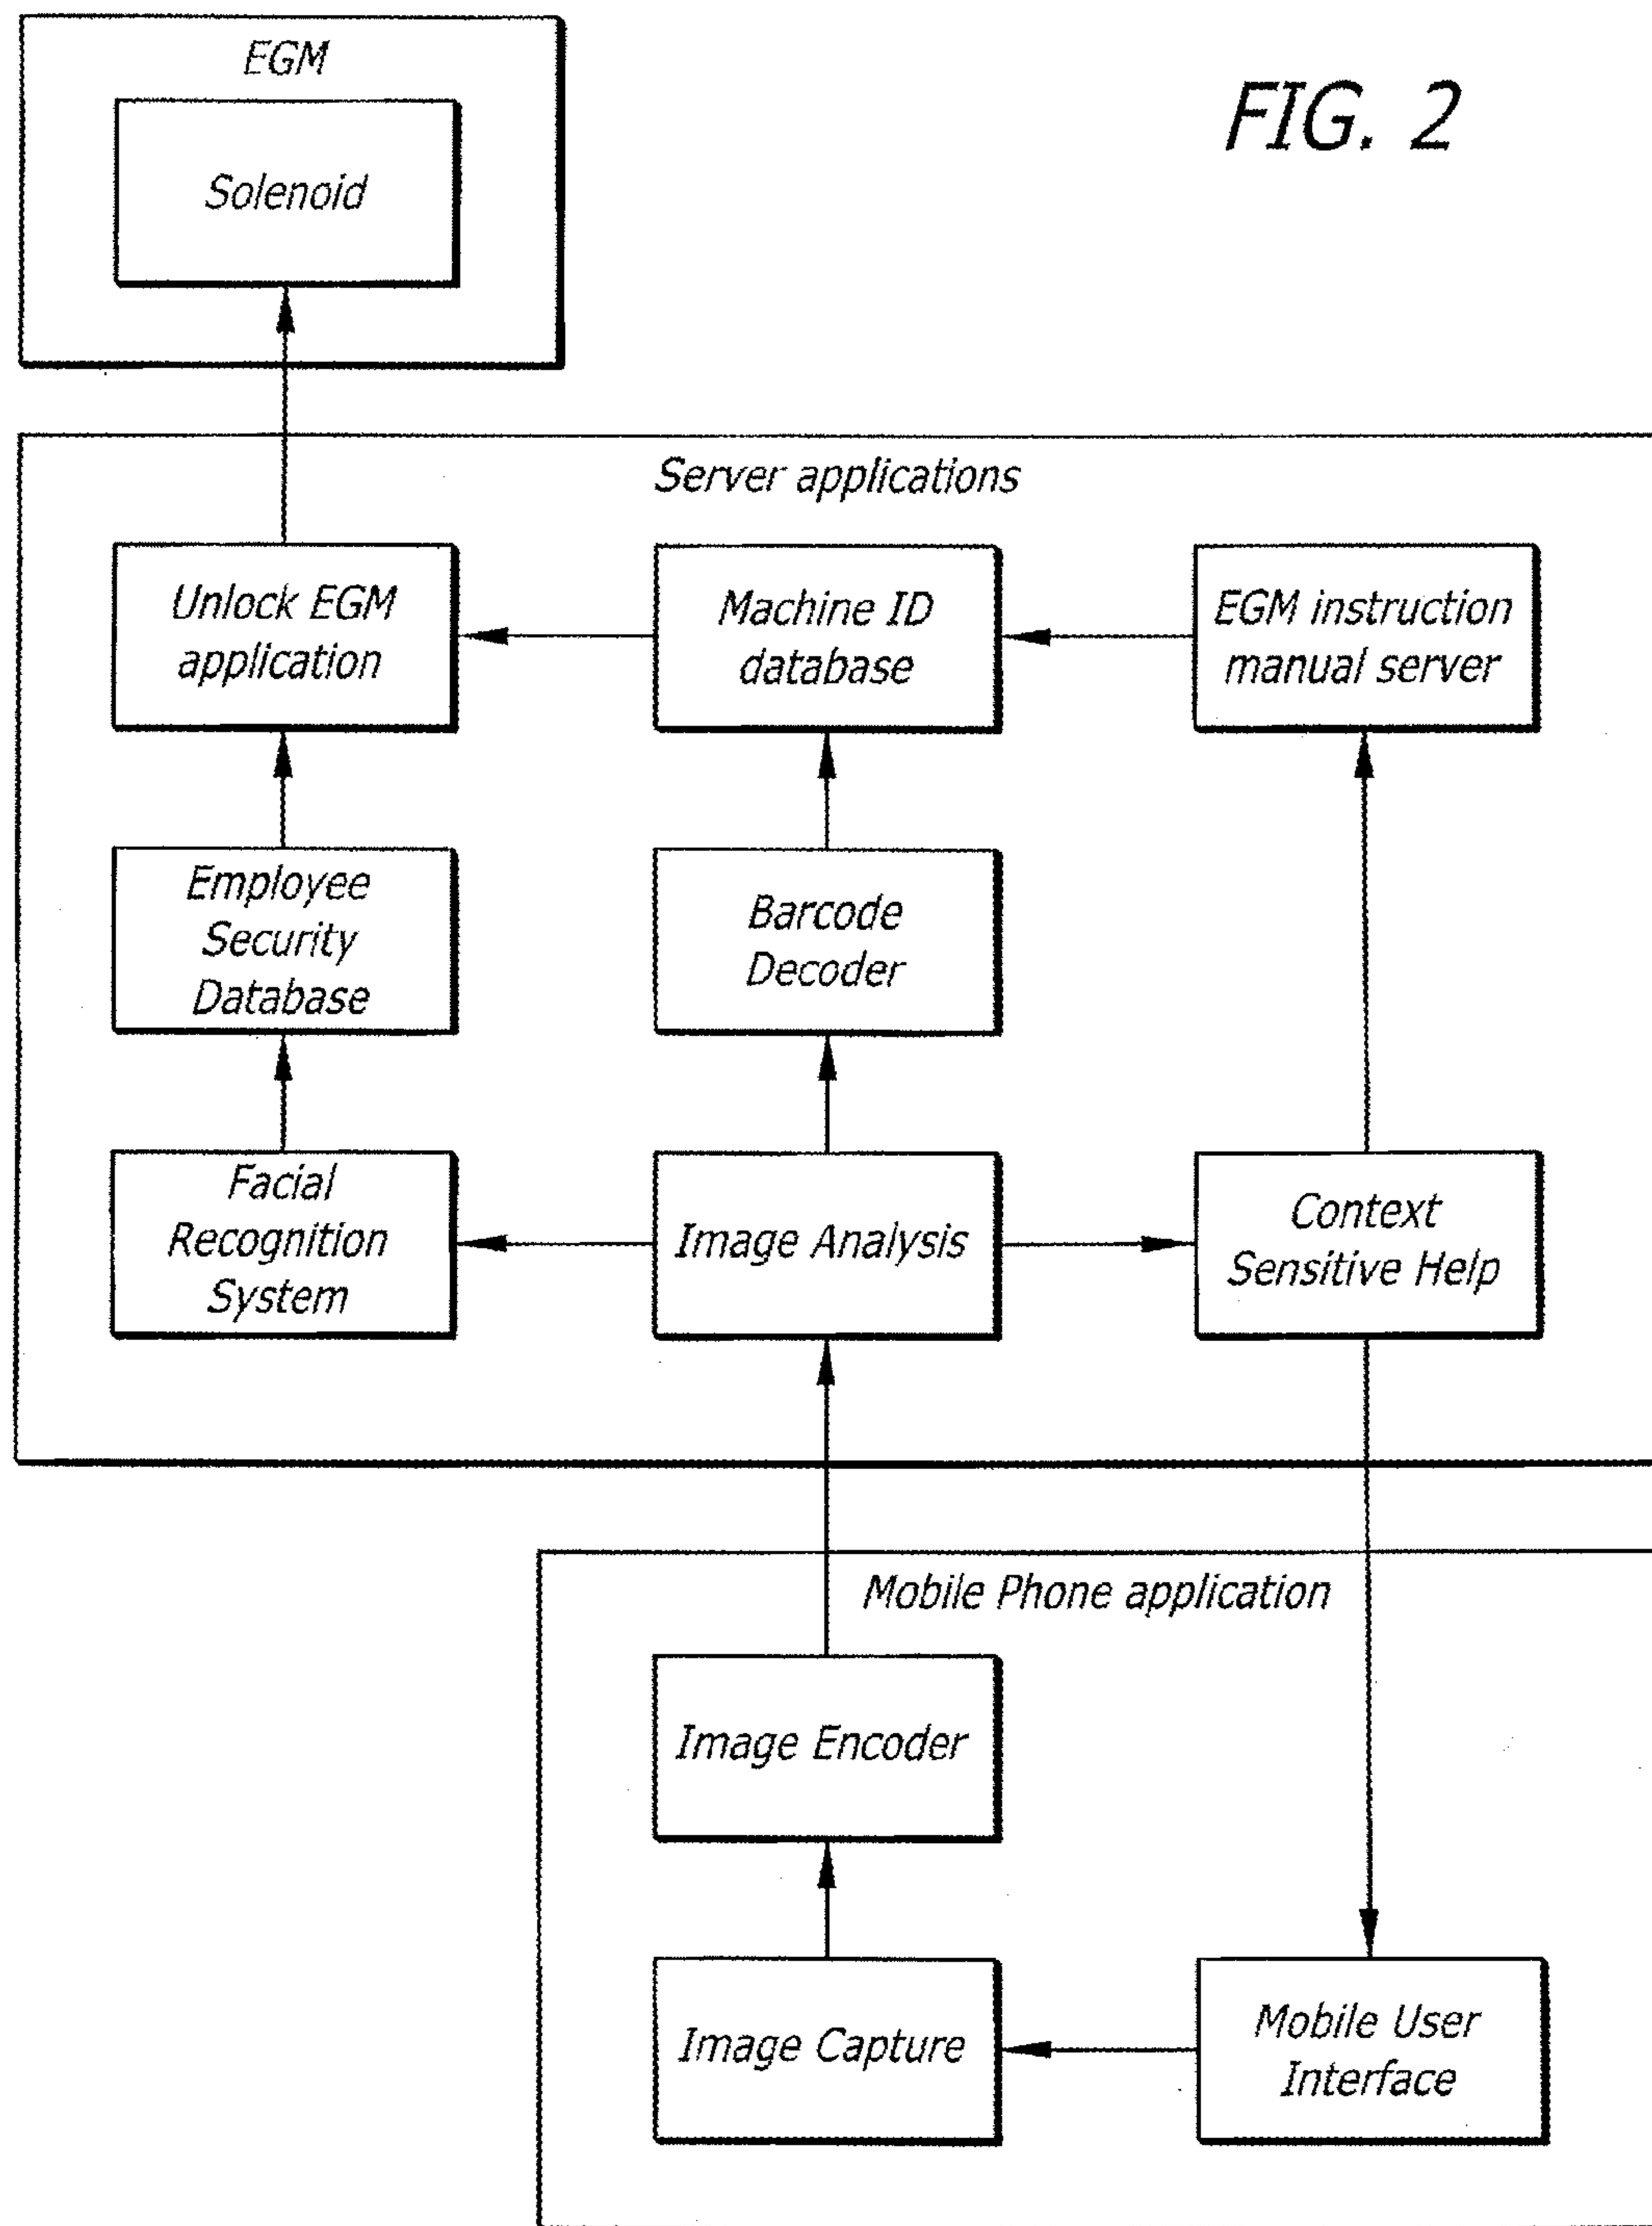 EGM
FIG. 2
Solenoid
Server applications
Unlock EGM
application
Machine ID
database
EGM instruction
manual server
Employee
Security
Database
Barcode
Decoder
Facial
Recognition
System
Image Analysis
Context
Sensitive Help
Mobile Phone application
Image Encoder
Image Capture
Mobile User
Interface